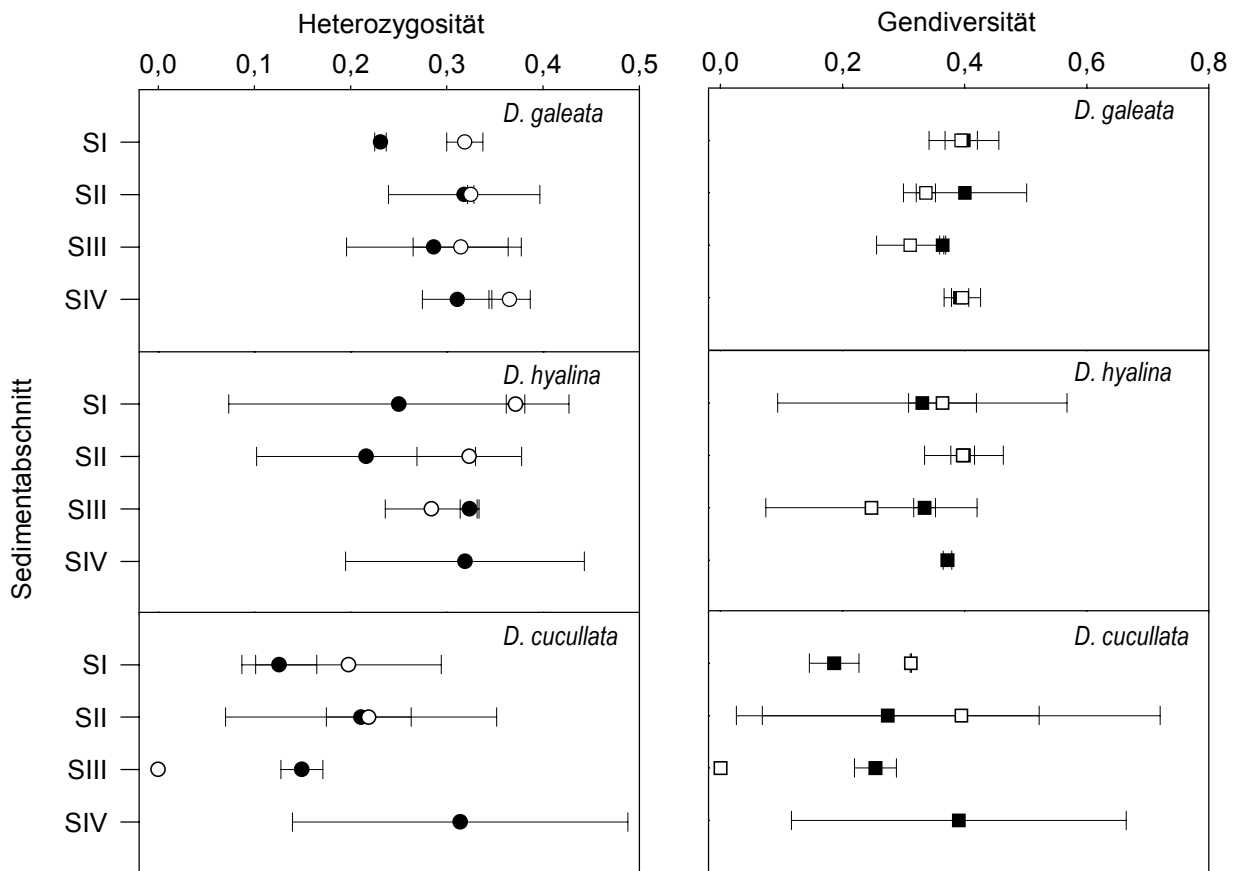 Heterozygosität
0,0 0,1 0,2 0,3 0,4 0,5
Gendiversität
0,0 0,2 0,4 0,6 0,8
Sedimentabschnitt
D. galeata
SI
SII
SIII
SIV
D. hyalina
SI
SII
SIII
SIV
D. cucullata
SI
SII
SIII
SIV
D. galeata
D. hyalina
D. cucullata